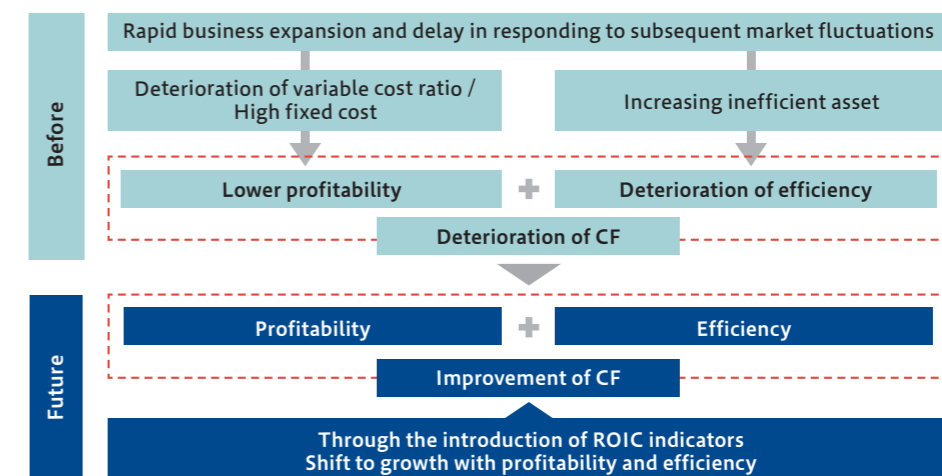 Before
Rapid business expansion and delay in responding to subsequent market fluctuations
Deterioration of variable cost ratio /
High fixed cost
Increasing inefficient asset
Lower profitability
+
Deterioration of efficiency
Deterioration of CF
Future
Profitability
+
Efficiency
Improvement of CF
Through the introduction of ROIC indicators
Shift to growth with profitability and efficiency